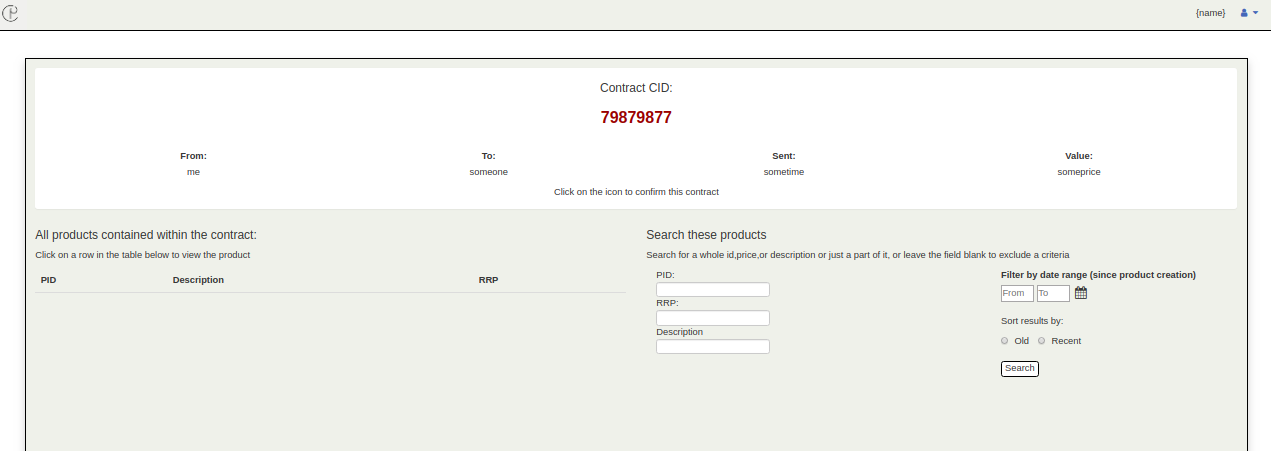 {name}
Contract CID:
79879877
From: To: Sent: Value:
me someone sometime someprice
Click on the icon to confirm this contract
All products contained within the contract:
Click on a row in the table below to view the product
PID Description RRP
Search these products
Search for a whole id,price,or description or just a part of it, or leave the field blank to exclude a criteria
PID:
RRP:
Description
Filter by date range (since product creation)
From To
Sort results by:
Old Recent
Search